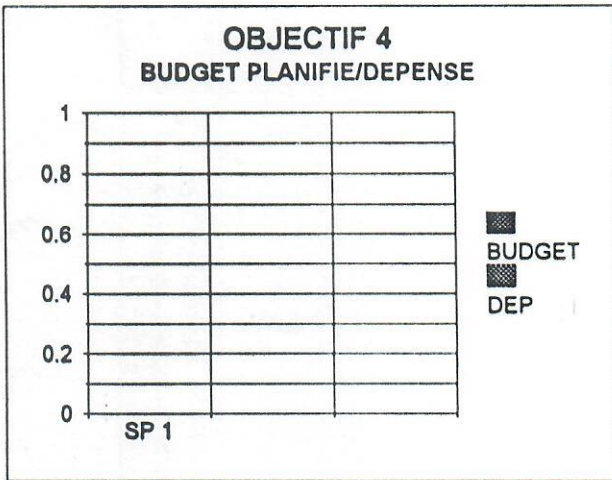 OBJECTIF 4
BUDGET PLANIFIE/DEPENSE
1
0.8
0.6
0.4
0.2
0
SP 1
BUDGET
DEP